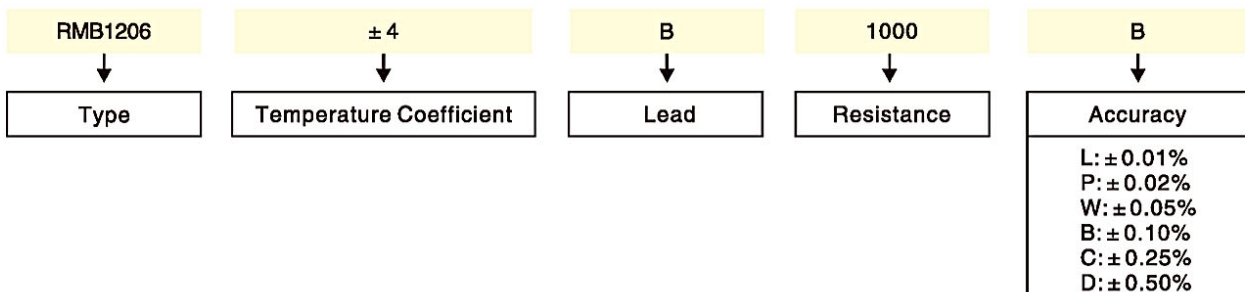 RMB1206 ± 4 B 1000 B
Type Temperature Coefficient Lead Resistance Accuracy
L: ± 0.01%
P: ± 0.02%
W: ± 0.05%
B: ± 0.10%
C: ± 0.25%
D: ± 0.50%